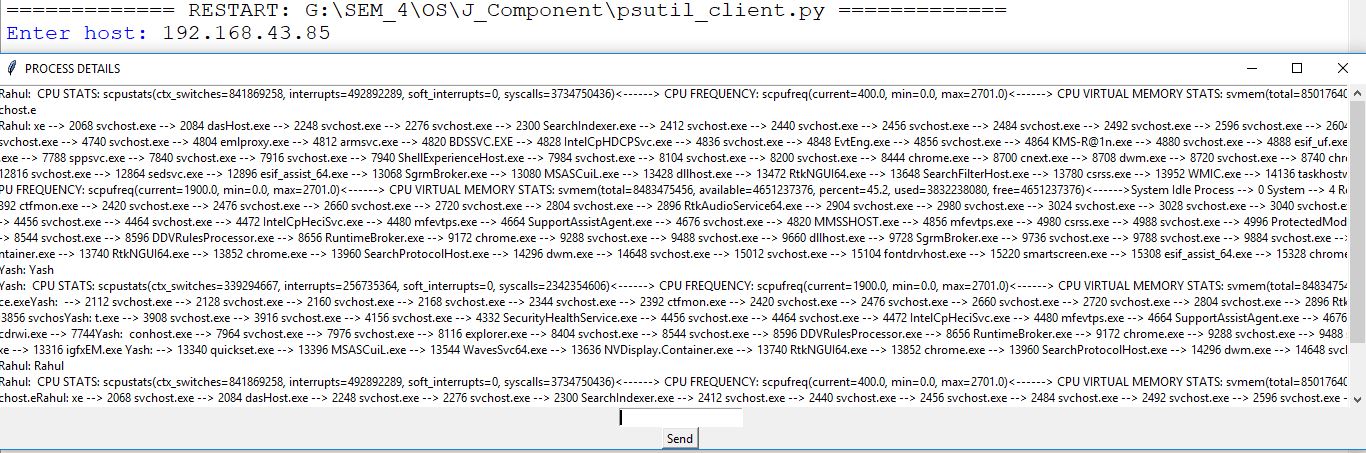 ============= RESTART: G:\SEM_4\OS\J_Component\psutil_client.py =============
Enter host: 192.168.43.85
PROCESS DETAILS
Rahul:  CPU STATS: scpustats(ctx_switches=841869258, interrupts=492892289, soft_interrupts=0, syscalls=3734750436)<------> CPU FREQUENCY: scpufreq(current=400.0, min=0.0, max=2701.0)<------> CPU VIRTUAL MEMORY STATS: svmem(total=85017640
chost.e
Rahul: xe --> 2068 svchost.exe --> 2084 dasHost.exe --> 2248 svchost.exe --> 2276 svchost.exe --> 2300 SearchIndexer.exe --> 2412 svchost.exe --> 2440 svchost.exe --> 2456 svchost.exe --> 2484 svchost.exe --> 2492 svchost.exe --> 2596 svchost.exe --> 2604
svchost.exe --> 4740 svchost.exe --> 4804 emlproxy.exe --> 4812 armsvc.exe --> 4820 BDSSVC.EXE --> 4828 IntelCpHDCPSvc.exe --> 4836 svchost.exe --> 4848 EvtEng.exe --> 4856 svchost.exe --> 4864 KMS-R@1n.exe --> 4880 svchost.exe --> 4888 esif_uf.exe
.exe --> 7788 sppsvc.exe --> 7840 svchost.exe --> 7916 svchost.exe --> 7940 ShellExperienceHost.exe --> 7984 svchost.exe --> 8104 svchost.exe --> 8200 svchost.exe --> 8444 chrome.exe --> 8700 cnext.exe --> 8708 dwm.exe --> 8720 svchost.exe --> 8740 chr
12816 svchost.exe --> 12864 sedsvc.exe --> 12896 esif_assist_64.exe --> 13068 SgrmBroker.exe --> 13080 MSASCuiL.exe --> 13428 dllhost.exe --> 13472 RtkNGUI64.exe --> 13648 SearchFilterHost.exe --> 13780 csrss.exe --> 13952 WMIC.exe --> 14136 taskhostw
PU FREQUENCY: scpufreq(current=1900.0, min=0.0, max=2701.0)<------> CPU VIRTUAL MEMORY STATS: svmem(total=8483475456, available=4651237376, percent=45.2, used=3832238080, free=4651237376)<------>System Idle Process --> 0 System --> 4 R
392 ctfmon.exe --> 2420 svchost.exe --> 2476 svchost.exe --> 2660 svchost.exe --> 2720 svchost.exe --> 2804 svchost.exe --> 2896 RtkAudioService64.exe --> 2904 svchost.exe --> 2980 svchost.exe --> 3024 svchost.exe --> 3028 svchost.exe --> 3040 svchost.ex
--> 4456 svchost.exe --> 4464 svchost.exe --> 4472 IntelCpHeciSvc.exe --> 4480 mfevtps.exe --> 4664 SupportAssistAgent.exe --> 4676 svchost.exe --> 4820 MMSSHOST.exe --> 4856 mfevtps.exe --> 4980 csrss.exe --> 4988 svchost.exe --> 4996 ProtectedMod
> 8544 svchost.exe --> 8596 DDVRulesProcessor.exe --> 8656 RuntimeBroker.exe --> 9172 chrome.exe --> 9288 svchost.exe --> 9488 svchost.exe --> 9660 dllhost.exe --> 9728 SgrmBroker.exe --> 9736 svchost.exe --> 9788 svchost.exe --> 9884 svchost.exe -->
ntainer.exe --> 13740 RtkNGUI64.exe --> 13852 chrome.exe --> 13960 SearchProtocolHost.exe --> 14296 dwm.exe --> 14648 svchost.exe --> 15012 svchost.exe --> 15104 fontdrvhost.exe --> 15220 smartscreen.exe --> 15308 esif_assist_64.exe --> 15328 chrome
Yash: Yash
Yash:  CPU STATS: scpustats(ctx_switches=339294667, interrupts=256735364, soft_interrupts=0, syscalls=2342354606)<------> CPU FREQUENCY: scpufreq(current=1900.0, min=0.0, max=2701.0)<------> CPU VIRTUAL MEMORY STATS: svmem(total=84834754
ce.exeYash:  --> 2112 svchost.exe --> 2128 svchost.exe --> 2160 svchost.exe --> 2168 svchost.exe --> 2344 svchost.exe --> 2392 ctfmon.exe --> 2420 svchost.exe --> 2476 svchost.exe --> 2660 svchost.exe --> 2720 svchost.exe --> 2804 svchost.exe --> 2896 Rtk
3856 svchosYash: t.exe --> 3908 svchost.exe --> 3916 svchost.exe --> 4156 svchost.exe --> 4332 SecurityHealthService.exe --> 4456 svchost.exe --> 4464 svchost.exe --> 4472 IntelCpHeciSvc.exe --> 4480 mfevtps.exe --> 4664 SupportAssistAgent.exe --> 4676
cdrwi.exe --> 7744Yash:  conhost.exe --> 7964 svchost.exe --> 7976 svchost.exe --> 8116 explorer.exe --> 8404 svchost.exe --> 8544 svchost.exe --> 8596 DDVRulesProcessor.exe --> 8656 RuntimeBroker.exe --> 9172 chrome.exe --> 9288 svchost.exe --> 9488
xe --> 13316 igfxEM.exe Yash: --> 13340 quickset.exe --> 13396 MSASCuiL.exe --> 13544 WavesSvc64.exe --> 13636 NVDisplay.Container.exe --> 13740 RtkNGUI64.exe --> 13852 chrome.exe --> 13960 SearchProtocolHost.exe --> 14296 dwm.exe --> 14648 svcl
Rahul: Rahul
Rahul:  CPU STATS: scpustats(ctx_switches=841869258, interrupts=492892289, soft_interrupts=0, syscalls=3734750436)<------> CPU FREQUENCY: scpufreq(current=400.0, min=0.0, max=2701.0)<------> CPU VIRTUAL MEMORY STATS: svmem(total=85017640
chost.eRahul: xe --> 2068 svchost.exe --> 2084 dasHost.exe --> 2248 svchost.exe --> 2276 svchost.exe --> 2300 SearchIndexer.exe --> 2412 svchost.exe --> 2440 svchost.exe --> 2456 svchost.exe --> 2484 svchost.exe --> 2492 svchost.exe --> 2596 svchost.exe -
Send